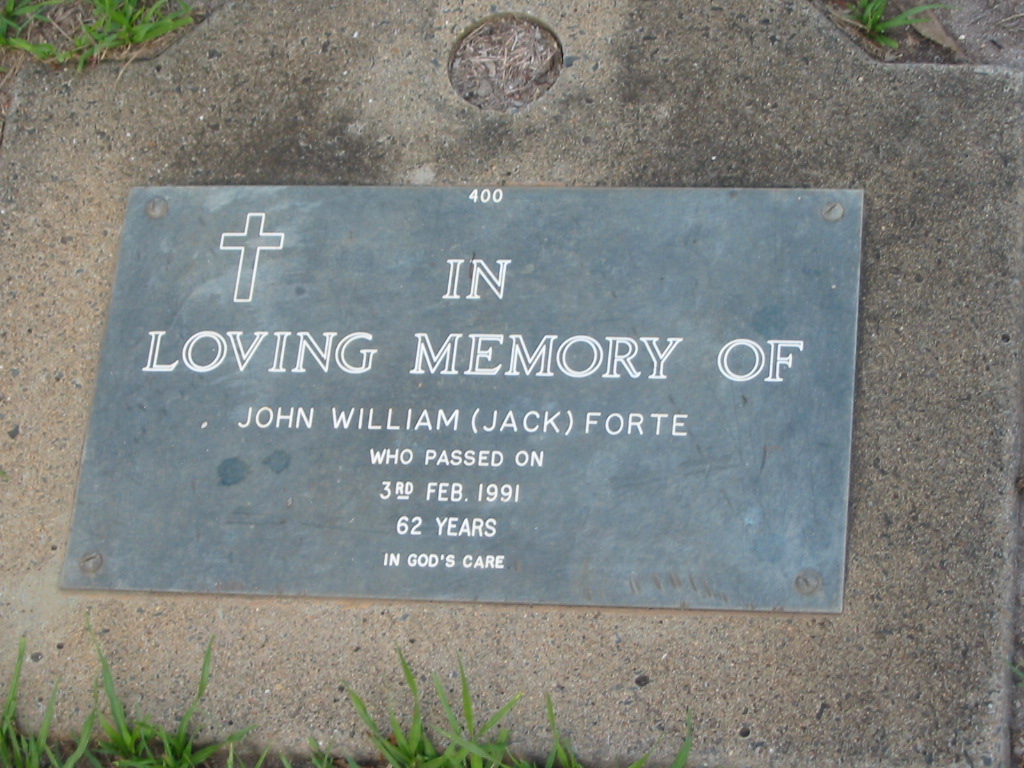 400
IN
LOVING MEMORY OF
JOHN WILLIAM (JACK) FORTE
WHO PASSED ON
3RD FEB. 1991
62 YEARS
IN GOD'S CARE